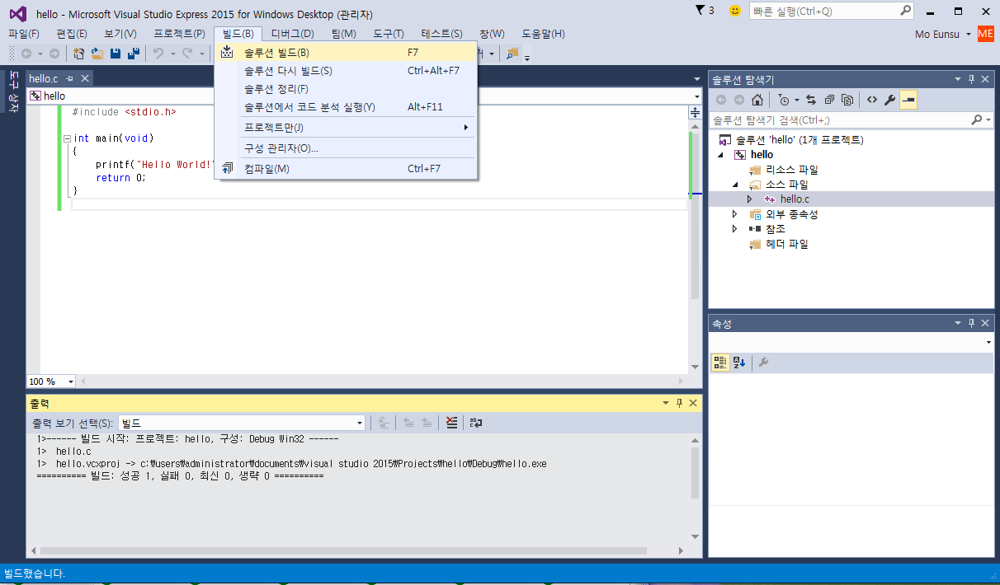 hello - Microsoft Visual Studio Express 2015 for Windows Desktop (관리자)
3
빠른 실행(Ctrl+Q)
파일(F) 편집(E) 보기(V) 프로젝트(P) 빌드(B) 디버그(D) 팀(M) 도구(T) 테스트(S) 창(W) 도움말(H)
Mo Eunsu
ME
솔루션 빌드(B) F7
솔루션 다시 빌드(S) Ctrl+Alt+F7
솔루션 정리(F)
솔루션에서 코드 분석 실행(Y) Alt+F11
프로젝트만(J)
구성 관리자(O)...
컴파일(M) Ctrl+F7
도구 상자
hello.c
hello
#include <stdio.h>
int main(void)
{
printf("Hello World!"
return 0;
}
100 %
솔루션 탐색기
솔루션 탐색기 검색(Ctrl+;)
솔루션 'hello' (1개 프로젝트)
hello
리소스 파일
소스 파일
hello.c
외부 종속성
참조
헤더 파일
속성
출력
출력 보기 선택(S): 빌드
1>------ 빌드 시작: 프로젝트: hello, 구성: Debug Win32 ------
1>  hello.c
1>  hello.vcxproj -> c:₩users₩administrator₩documents₩visual studio 2015₩Projects₩hello₩Debug₩hello.exe
========== 빌드: 성공 1, 실패 0, 최신 0, 생략 0 ==========
빌드했습니다.